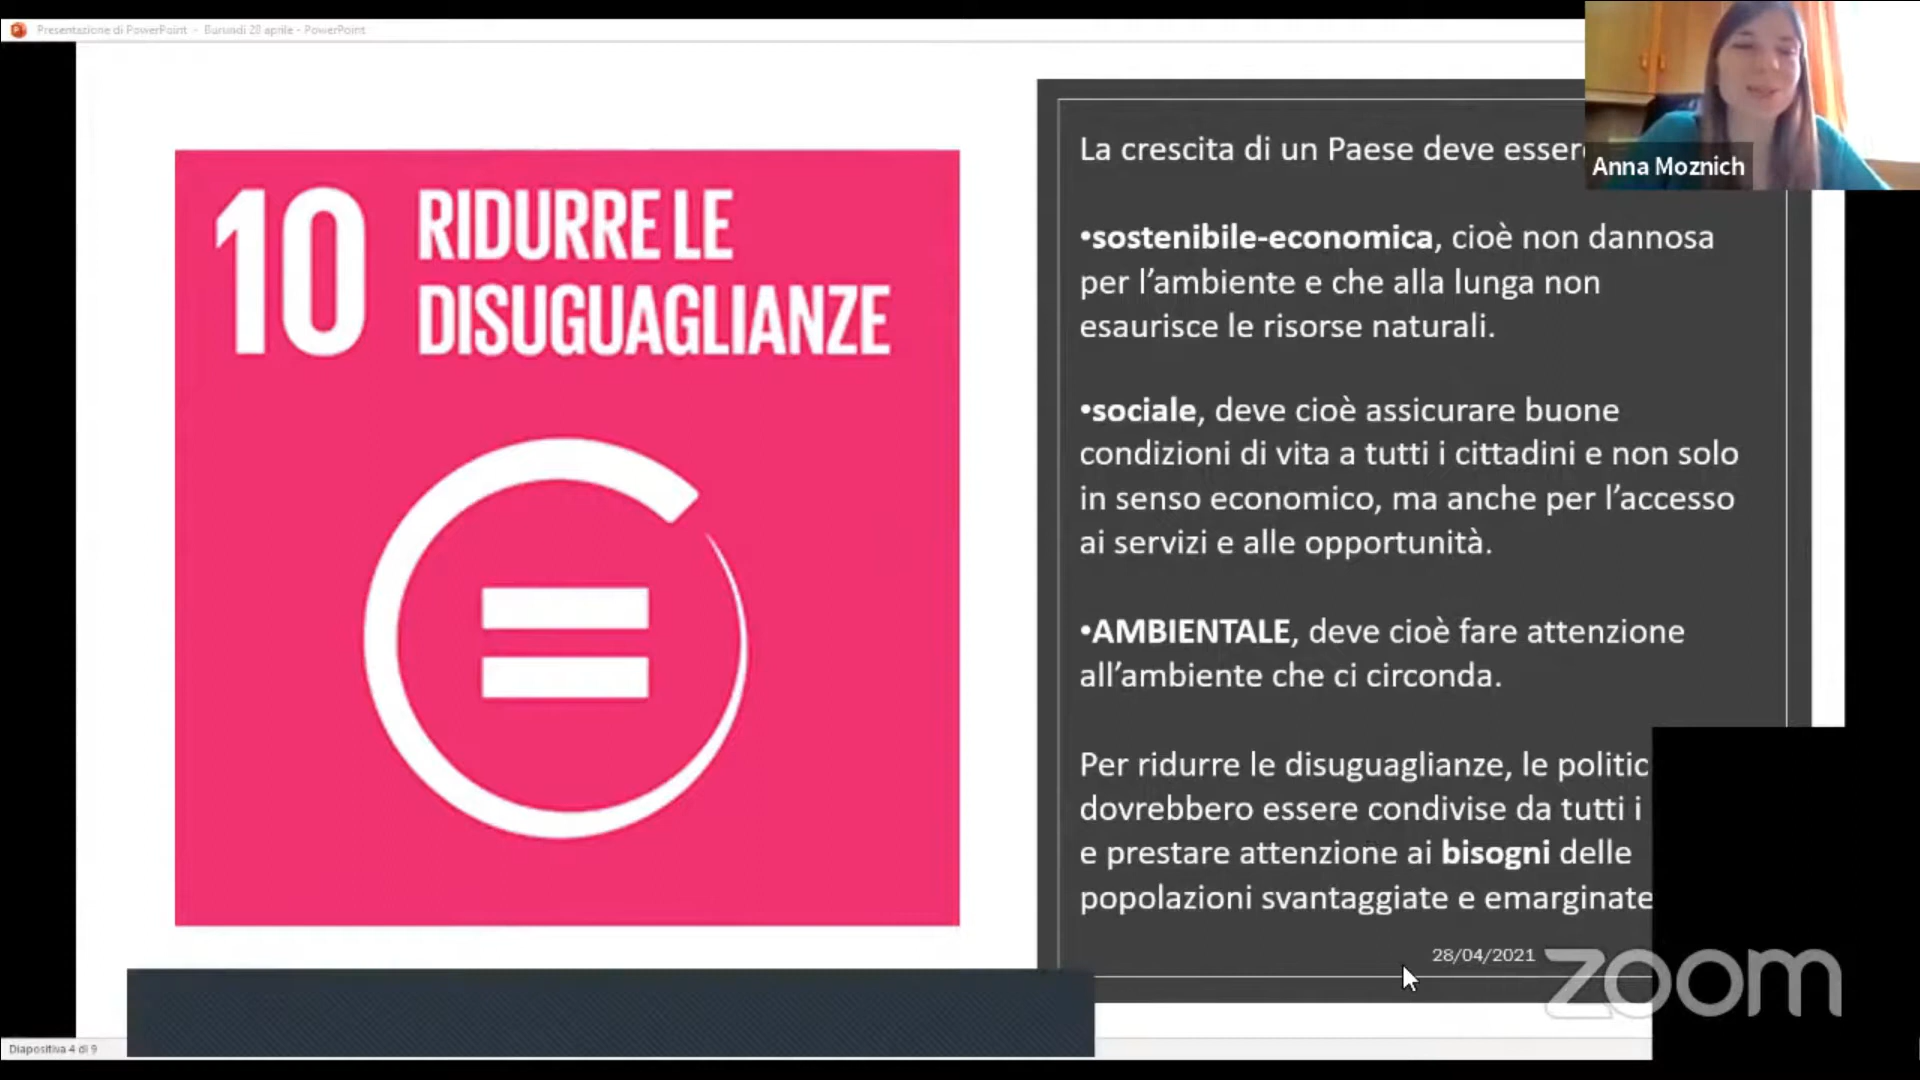 Presentazione di PowerPoint - Burundi 28 aprile - PowerPoint
10 RIDURRE LE
DISUGUAGLIANZE
La crescita di un Paese deve essere
•sostenibile-economica, cioè non dannosa
per l’ambiente e che alla lunga non
esaurisce le risorse naturali.
•sociale, deve cioè assicurare buone
condizioni di vita a tutti i cittadini e non solo
in senso economico, ma anche per l’accesso
ai servizi e alle opportunità.
•AMBIENTALE, deve cioè fare attenzione
all’ambiente che ci circonda.
Per ridurre le disuguaglianze, le politic
dovrebbero essere condivise da tutti i
e prestare attenzione ai bisogni delle
popolazioni svantaggiate e emarginate
28/04/2021
Anna Moznich
zoom
Diapositiva 4 di 9